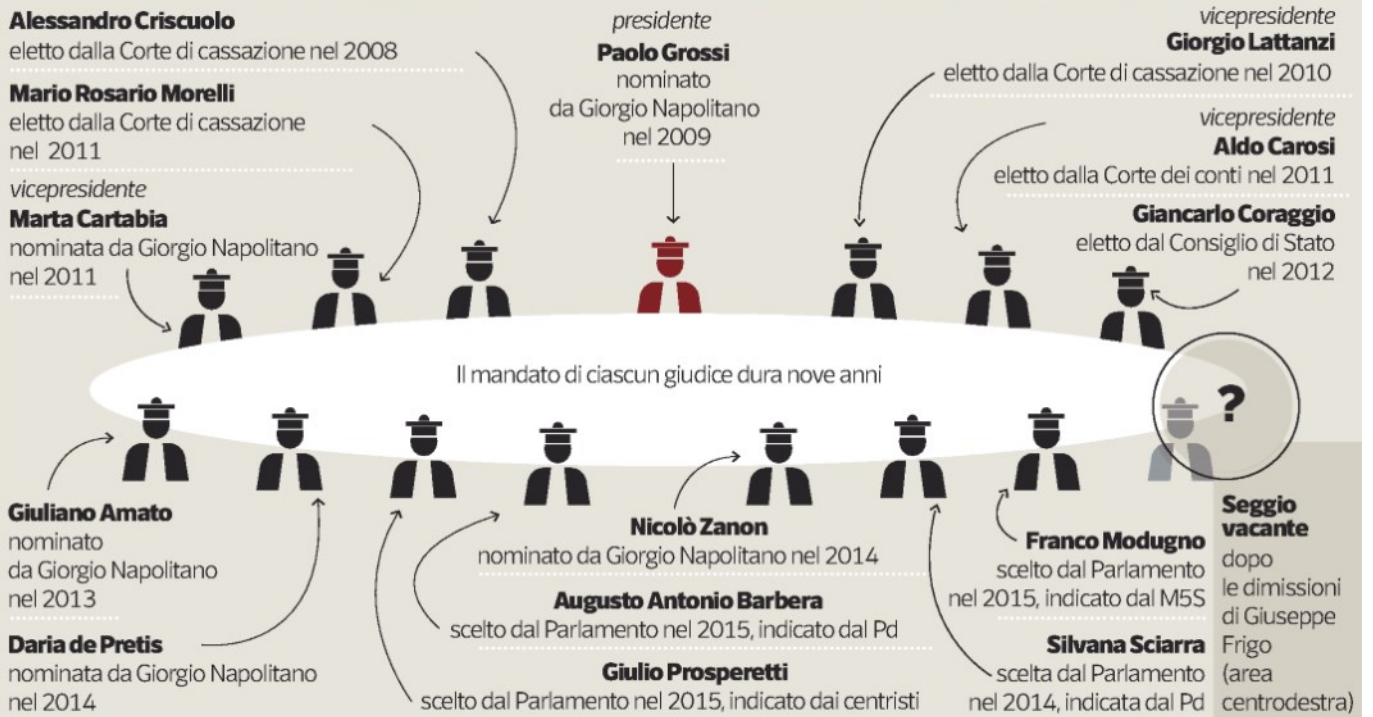 Alessandro Criscuolo
eletto dalla Corte di cassazione nel 2008
Mario Rosario Morelli
eletto dalla Corte di cassazione
nel 2011
vicepresidente
Marta Cartabia
nominata da Giorgio Napolitano
nel 2011
presidente
Paolo Grossi
nominato
da Giorgio Napolitano
nel 2009
vicepresidente
Giorgio Lattanzi
eletto dalla Corte di cassazione nel 2010
vicepresidente
Aldo Carosi
eletto dalla Corte dei conti nel 2011
Giancarlo Coraggio
eletto dal Consiglio di Stato
nel 2012
Il mandato di ciascun giudice dura nove anni
?
Giuliano Amato
nominato
da Giorgio Napolitano
nel 2013
Daria de Pretis
nominata da Giorgio Napolitano
nel 2014
Nicolò Zanon
nominato da Giorgio Napolitano nel 2014
Augusto Antonio Barbera
scelto dal Parlamento nel 2015, indicato dal Pd
Giulio Prosperetti
scelto dal Parlamento nel 2015, indicato dai centristi
Franco Modugno
scelto dal Parlamento
nel 2015, indicato dal M5S
Silvana Sciarra
scelta dal Parlamento
nel 2014, indicata dal Pd
Seggio
vacante
dopo
le dimissioni
di Giuseppe
Frigo
(area
centrodestra)